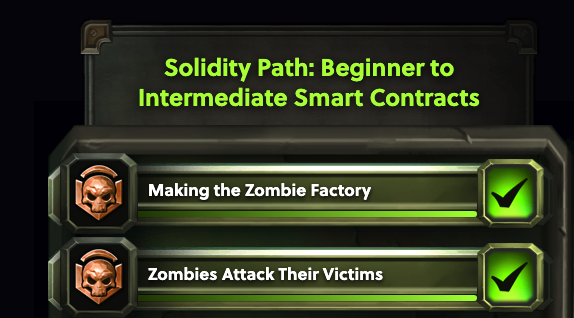 Solidity Path: Beginner to
Intermediate Smart Contracts
Making the Zombie Factory
Zombies Attack Their Victims